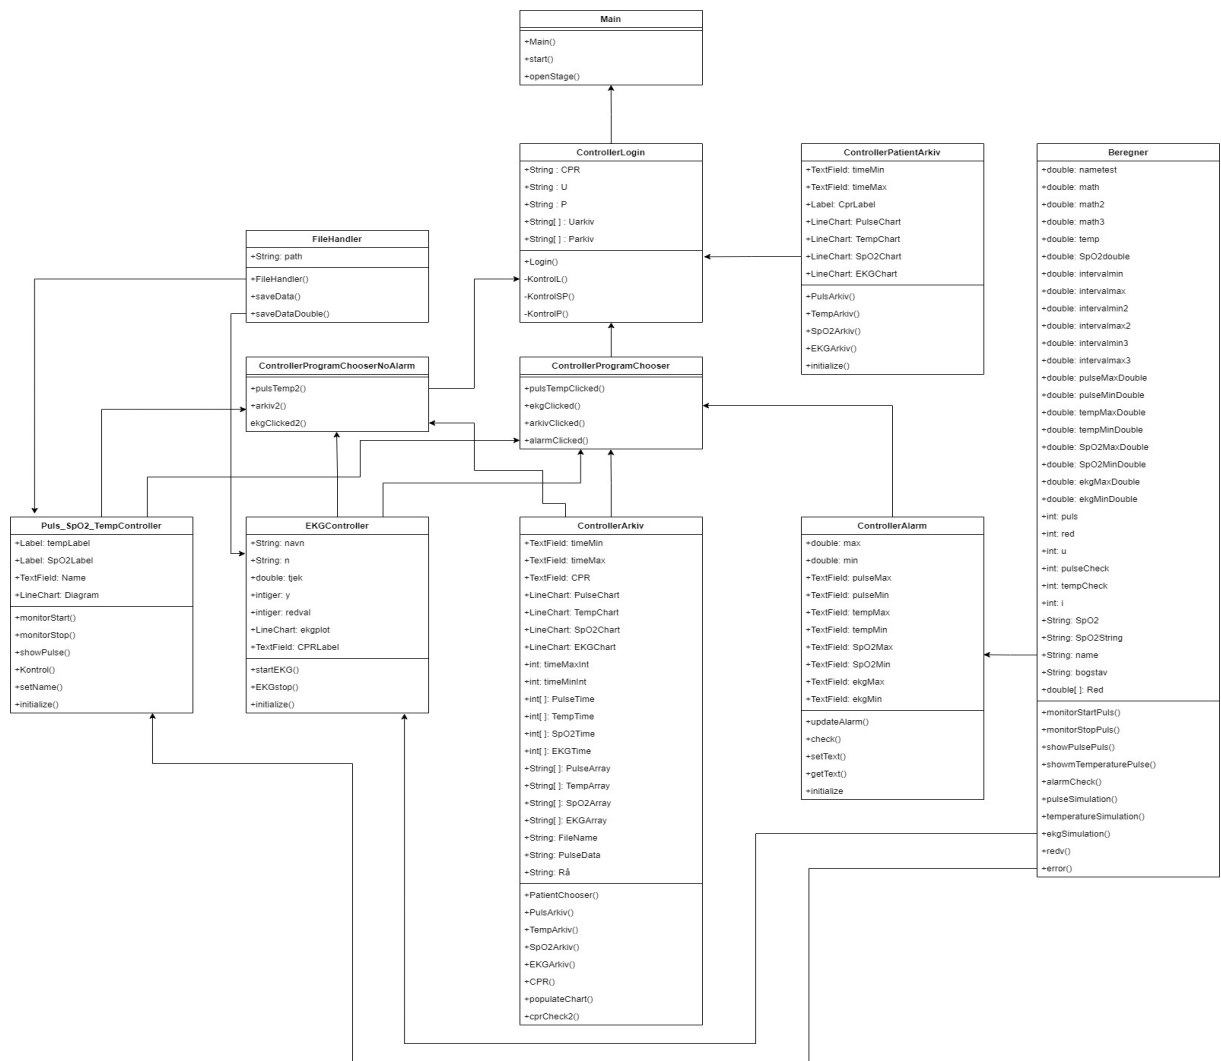 Main
+Main()
+start()
+openStage()
ControllerLogin
+String : CPR
+String : U
+String : P
+String[ ] : Uarkiv
+String[ ] : Parkiv
+Login()
-KontrolL()
-KontrolSP()
-KontrolP()
ControllerPatientArkiv
+TextField: timeMin
+TextField: timeMax
+Label: CprLabel
+LineChart: PulseChart
+LineChart: TempChart
+LineChart: SpO2Chart
+LineChart: EKGChart
+PulsArkiv()
+TempArkiv()
+SpO2Arkiv()
+EKGArkiv()
+initialize()
Beregner
+double: nametest
+double: math
+double: math2
+double: math3
+double: temp
+double: SpO2double
+double: intervalmin
+double: intervalmax
+double: intervalmin2
+double: intervalmax2
+double: intervalmin3
+double: intervalmax3
+double: pulseMaxDouble
+double: pulseMinDouble
+double: tempMaxDouble
+double: tempMinDouble
+double: SpO2MaxDouble
+double: SpO2MinDouble
+double: ekgMaxDouble
+double: ekgMinDouble
+int: puls
+int: red
+int: u
+int: pulseCheck
+int: tempCheck
+int: i
+String: SpO2
+String: SpO2String
+String: name
+String: bogstav
+double[ ]: Red
+monitorStartPuls()
+monitorStopPuls()
+showPulsePuls()
+showmTemperaturePulse()
+alarmCheck()
+pulseSimulation()
+temperatureSimulation()
+ekgSimulation()
+redv()
+error()
FileHandler
+String: path
+FileHandler()
+saveData()
+saveDataDouble()
ControllerProgramChooserNoAlarm
+pulsTemp2()
+arkiv2()
ekgClicked2()
ControllerProgramChooser
+pulsTempClicked()
+ekgClicked()
+arkivClicked()
+alarmClicked()
Puls_SpO2_TempController
+Label: tempLabel
+Label: SpO2Label
+TextField: Name
+LineChart: Diagram
+monitorStart()
+monitorStop()
+showPulse()
+Kontrol()
+setName()
+initialize()
EKGController
+String: navn
+String: n
+double: tjek
+intiger: y
+intiger: redval
+LineChart: ekgplot
+TextField: CPRLabel
+startEKG()
+EKGstop()
+initialize()
ControllerArkiv
+TextField: timeMin
+TextField: timeMax
+TextField: CPR
+LineChart: PulseChart
+LineChart: TempChart
+LineChart: SpO2Chart
+LineChart: EKGChart
+int: timeMaxInt
+int: timeMinInt
+int[ ]: PulseTime
+int[ ]: TempTime
+int[ ]: SpO2Time
+int[ ]: EKGTime
+String[ ]: PulseArray
+String[ ]: TempArray
+String[ ]: SpO2Array
+String[ ]: EKGArray
+String: FileName
+String: PulseData
+String: Rå
+PatientChooser()
+PulsArkiv()
+TempArkiv()
+SpO2Arkiv()
+EKGArkiv()
+CPR()
+populateChart()
+cprCheck2()
ControllerAlarm
+double: max
+double: min
+TextField: pulseMax
+TextField: pulseMin
+TextField: tempMax
+TextField: tempMin
+TextField: SpO2Max
+TextField: SpO2Min
+TextField: ekgMax
+TextField: ekgMin
+updateAlarm()
+check()
+setText()
+getText()
+initialize